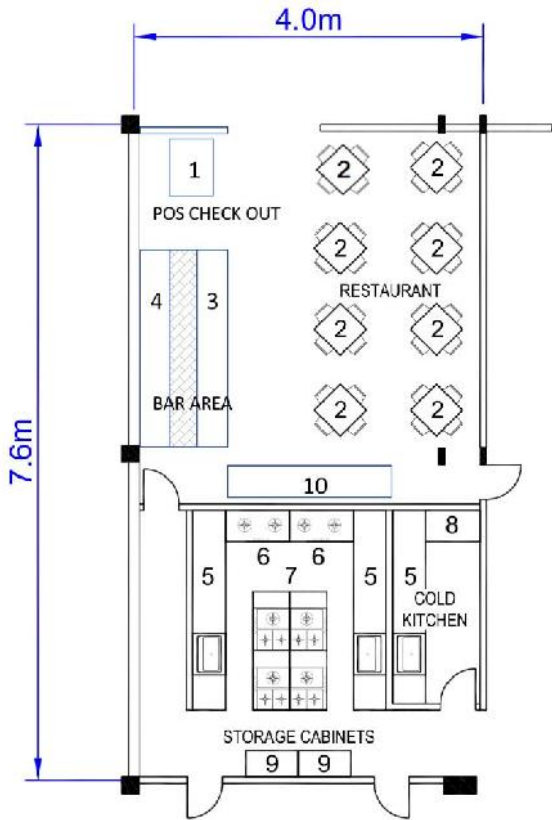 4.0m
7.6m
1
2
2
POS CHECK OUT
2
2
RESTAURANT
4
3
2
2
BAR AREA
2
2
10
6
6
8
5
7
5
5
COLD
KITCHEN
STORAGE CABINETS
9
9